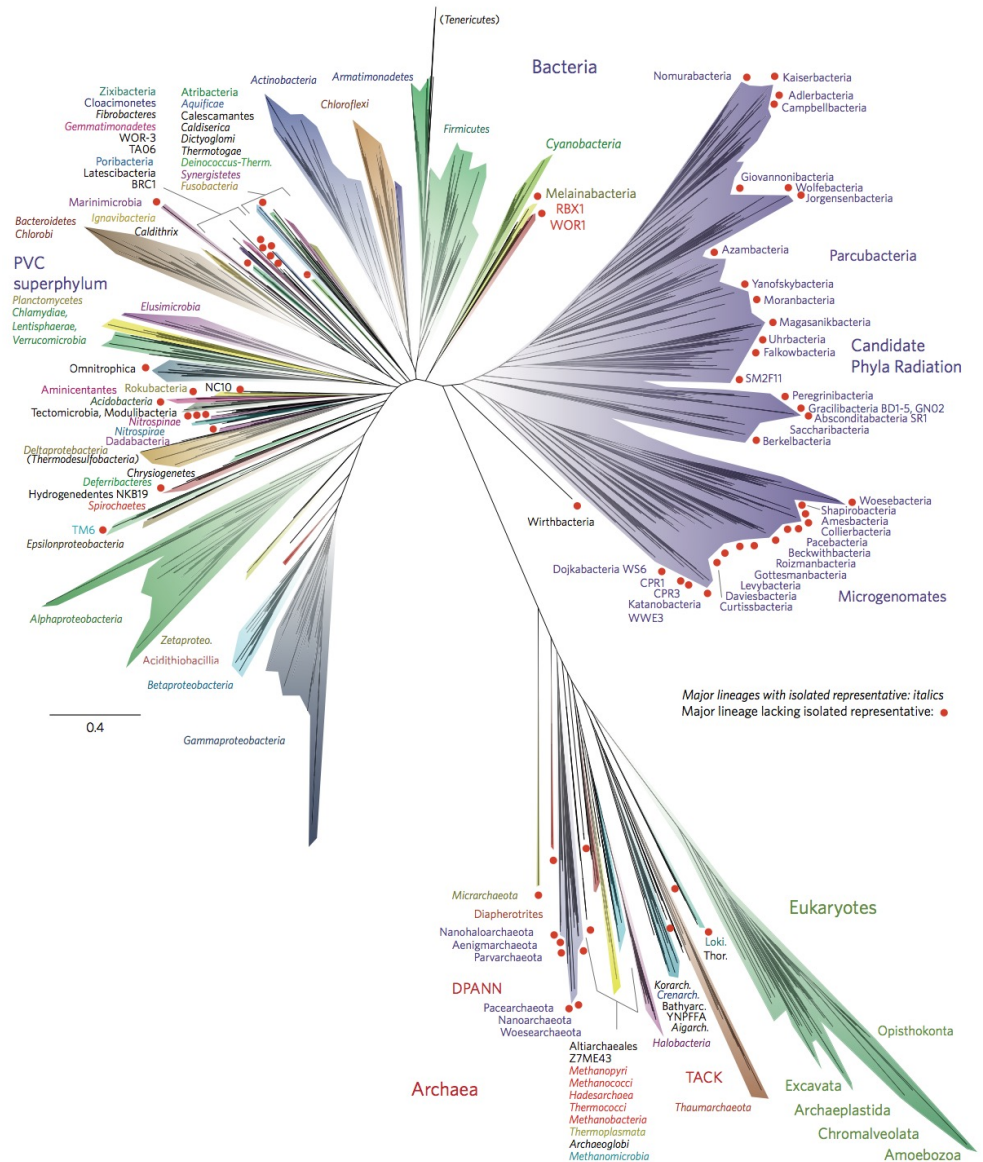 (Tenericutes)
Bacteria
Actinobacteria
Armatimonadetes
Zixibacteria
Cloacimonetes
Fibrobacteres
Gemmatimonadetes
WOR-3
TA06
Poribacteria
Latescibacteria
BRC1
Atribacteria
Aquificae
Calescamantes
Caldiserica
Dictyoglomi
Thermotogae
Deinococcus-Therm.
Synergistetes
Fusobacteria
Chloroflexi
Firmicutes
Cyanobacteria
Melainabacteria
RBX1
WOR1
Marinimicrobia
Bacteroidetes
Chlorobi
Ignavibacteria
Caldithrix
PVC
superphylum
Planctomycetes
Chlamydiae,
Lentisphaerae,
Verrucomicrobia
Elusimicrobia
Omnitrophica
Aminicentantes
Rokubacteria
NC10
Acidobacteria
Tectomicrobia, Modulibacteria
Nitrospinae
Nitrospirae
Dadabacteria
Deltaprotebacteria
(Thermodesulfobacteria)
Chrysiogenetes
Deferribacteres
Hydrogenedentes NKB19
Spirochaetes
TM6
Epsilonproteobacteria
Alphaproteobacteria
Zetaproteo.
Acidithiobacillia
Betaproteobacteria
Gammaproteobacteria
0.4
Nomurabacteria
Kaiserbacteria
Adlerbacteria
Campbellbacteria
Giovannonibacteria
Wolfebacteria
Jorgensenbacteria
Azambacteria
Parcubacteria
Yanofskybacteria
Moranbacteria
Magasanikbacteria
Uhrbacteria
Falkowbacteria
Candidate
Phyla Radiation
SM2F11
Peregrinibacteria
Gracilibacteria BD1-5, GN02
Absconditabacteria SR1
Saccharibacteria
Berkelbacteria
Woesebacteria
Shapirobacteria
Amesbacteria
Collierbacteria
Pacebacteria
Beckwithbacteria
Roizmanbacteria
Gottesmanbacteria
Levybacteria
Daviesbacteria
Curtissbacteria
Microgenomates
Wirthbacteria
Dojkabacteria WS6
CPR1
CPR3
Katanobacteria
WWE3
Major lineages with isolated representative: italics
Major lineage lacking isolated representative:
Micrarchaeota
Diapherotrites
Nanohaloarchaeota
Aenigmarchaeota
Parvarchaeota
DPANN
Pacearchaeota
Nanoarchaeota
Woesearchaeota
Archaea
Altiarchaeales
Z7ME43
Methanopyri
Methanococci
Hadesarchaea
Thermococci
Methanobacteria
Thermoplasmata
Archaeoglobi
Methanomicrobia
Halobacteria
Korarch.
Crenarch.
Bathyarc.
YNPFFA
Aigarch.
Loki.
Thor.
TACK
Thaumarchaeota
Eukaryotes
Opisthokonta
Excavata
Archaeplastida
Chromalveolata
Amoebozoa